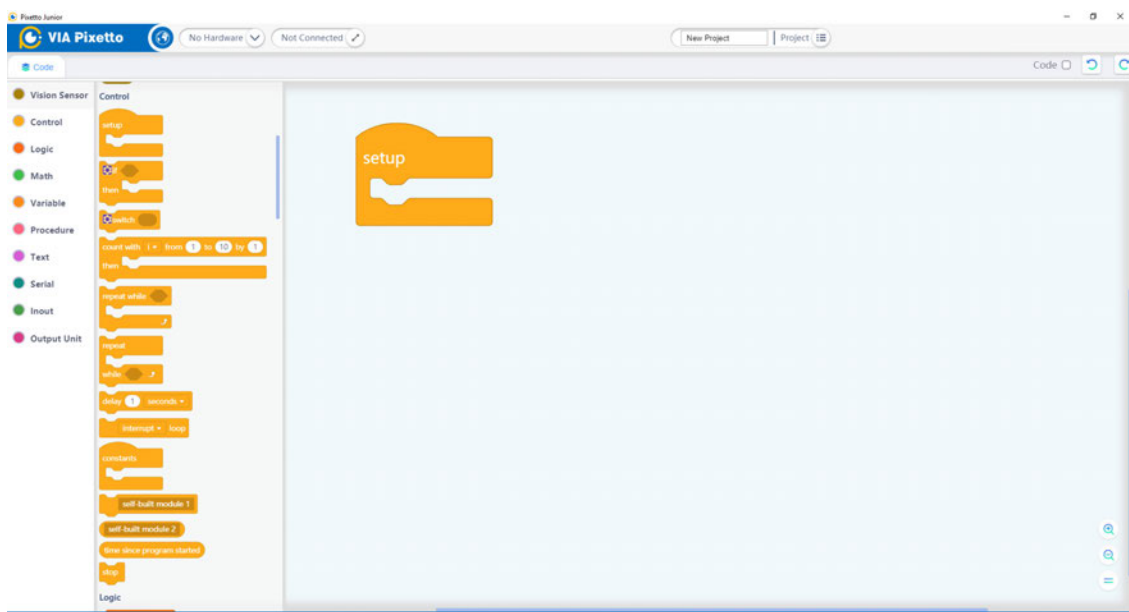 Pixetto Junior
VIA Pixetto
No Hardware
Not Connected
New Project
Project
Code
Code
Vision Sensor
Control
Logic
Math
Variable
Procedure
Text
Serial
Inout
Output Unit
Control
setup
if
then
switch
count with i from 1 to 10 by 1
then
repeat while
repeat
while
delay 1 seconds
interrupt loop
constants
self-built module 1
self-built module 2
time since program started
stop
Logic
setup